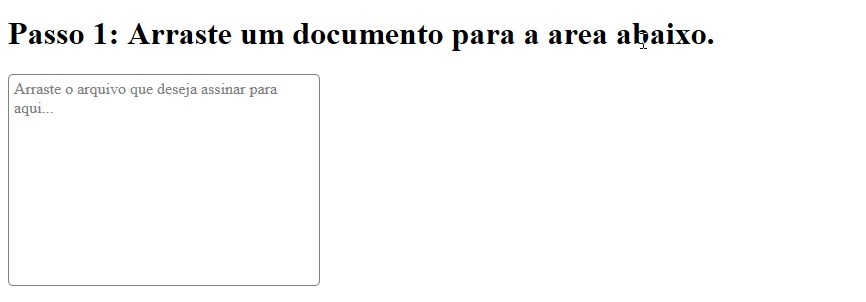 Passo 1: Arraste um documento para a area abaixo.
Arraste o arquivo que deseja assinar para
aqui...